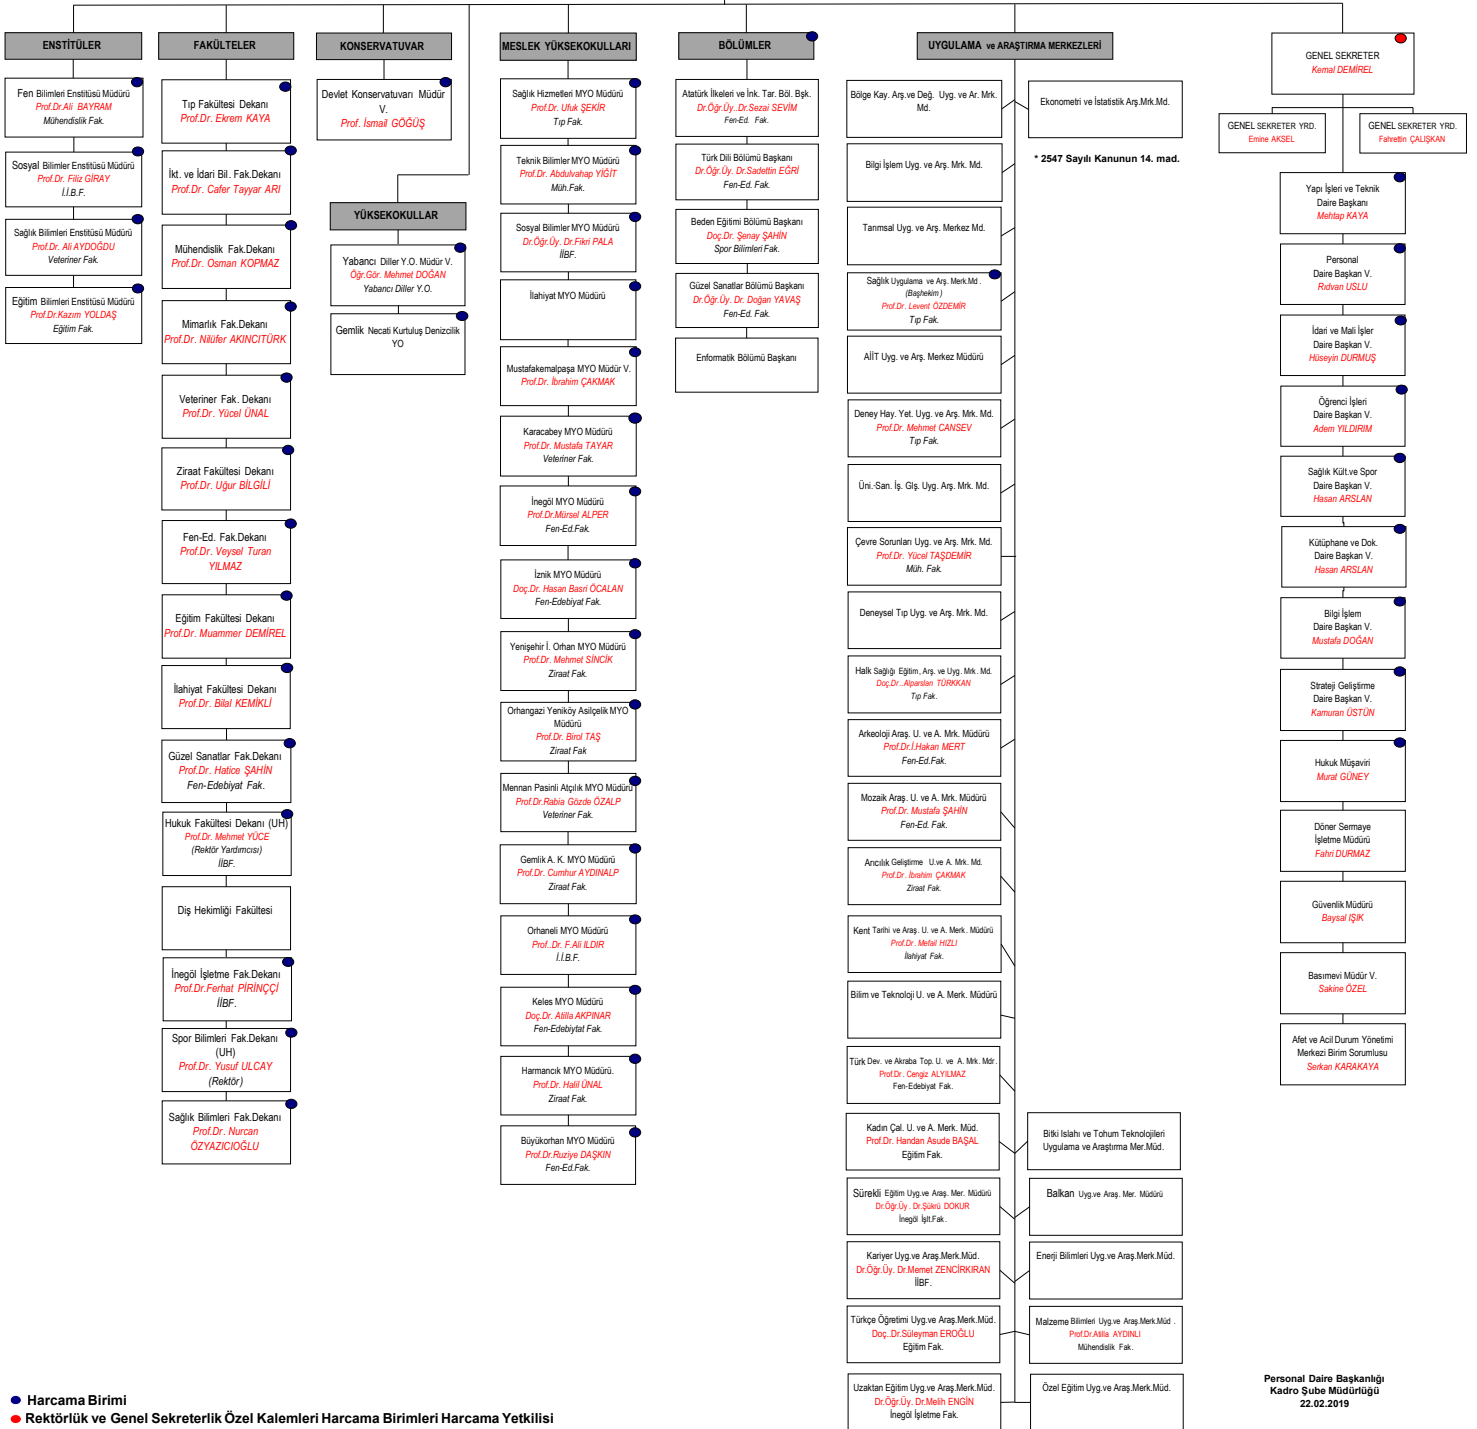 ENSTİTÜLER
Fen Bilimleri Enstitüsü Müdürü
Prof.Dr.Ali BAYRAM
Mühendislik Fak.
Sosyal Bilimler Enstitüsü Müdürü
Prof.Dr. Filiz GİRAY
İ.İ.B.F.
Sağlık Bilimleri Enstitüsü Müdürü
Prof.Dr. Ali AYDOĞDU
Veteriner Fak.
Eğitim Bilimleri Enstitüsü Müdürü
Prof.Dr.Kazım YOLDAŞ
Eğitim Fak.
FAKÜLTELER
Tıp Fakültesi Dekanı
Prof.Dr. Ekrem KAYA
İkt. ve İdari Bil. Fak.Dekanı
Prof.Dr. Cafer Tayyar ARI
Mühendislik Fak.Dekanı
Prof.Dr. Osman KOPMAZ
Mimarlık Fak.Dekanı
Prof.Dr. Nilüfer AKINCITÜRK
Veteriner Fak. Dekanı
Prof.Dr. Yücel ÜNAL
Ziraat Fakültesi Dekanı
Prof.Dr. Uğur BİLGİLİ
Fen-Ed. Fak.Dekanı
Prof.Dr. Veysel Turan
YILMAZ
Eğitim Fakültesi Dekanı
Prof.Dr. Muammer DEMİREL
İlahiyat Fakültesi Dekanı
Prof.Dr. Bilal KEMİKLİ
Güzel Sanatlar Fak.Dekanı
Prof.Dr. Hatice ŞAHİN
Fen-Edebiyat Fak.
Hukuk Fakültesi Dekanı (UH)
Prof.Dr. Mehmet YÜCE
(Rektör Yardımcısı)
İİBF.
Diş Hekimliği Fakültesi
İnegöl İşletme Fak.Dekanı
Prof.Dr.Ferhat PİRİNÇÇİ
İİBF.
Spor Bilimleri Fak.Dekanı
(UH)
Prof.Dr. Yusuf ULCAY
(Rektör)
Sağlık Bilimleri Fak.Dekanı
Prof.Dr. Nurcan
ÖZYAZICIOĞLU
KONSERVATUVAR
Devlet Konservatuvarı Müdür
V.
Prof. İsmail GÖĞÜŞ
YÜKSEKOKULLAR
Yabancı Diller Y.O. Müdür V.
Öğr.Gör. Mehmet DOĞAN
Yabancı Diller Y.O.
Gemlik Necati Kurtuluş Denizcilik
YO
MESLEK YÜKSEKOKULLARI
Sağlık Hizmetleri MYO Müdürü
Prof.Dr. Ufuk ŞEKİR
Tıp Fak.
Teknik Bilimler MYO Müdürü
Prof.Dr. Abdulvahap YİĞİT
Müh.Fak.
Sosyal Bilimler MYO Müdürü
Dr.Öğr.Üy. Dr.Fikri PALA
İİBF.
İlahiyat MYO Müdürü
Mustafakemalpaşa MYO Müdür V.
Prof.Dr. İbrahim ÇAKMAK
Karacabey MYO Müdürü
Prof.Dr. Mustafa TAYAR
Veteriner Fak.
İnegöl MYO Müdürü
Prof.Dr.Mürsel ALPER
Fen-Ed.Fak.
İznik MYO Müdürü
Doç.Dr. Hasan Basri ÖCALAN
Fen-Edebiyat Fak.
Yenişehir İ. Orhan MYO Müdürü
Prof.Dr. Mehmet SİNCİK
Ziraat Fak.
Orhangazi Yeniköy Asilçelik MYO
Müdürü
Prof.Dr. Birol TAŞ
Ziraat Fak
Mennan Pasinli Atçılık MYO Müdürü
Prof.Dr.Rabia Gözde ÖZALP
Veteriner Fak.
Gemlik A. K. MYO Müdürü
Prof.Dr. Cumhur AYDINALP
Ziraat Fak.
Orhaneli MYO Müdürü
Prof..Dr. F.Ali ILDIR
İ.İ.B.F.
Keles MYO Müdürü
Doç.Dr. Atilla AKPINAR
Fen-Edebiytat Fak.
Harmancık MYO Müdürü.
Prof.Dr. Halil ÜNAL
Ziraat Fak.
Büyükorhan MYO Müdürü
Prof.Dr.Ruziye DAŞKIN
Fen-Ed.Fak.
BÖLÜMLER
Atatürk İlkeleri ve İnk. Tar. Böl. Bşk.
Dr.Öğr.Üy..Dr.Sezai SEVİM
Fen-Ed. Fak.
Türk Dili Bölümü Başkanı
Dr.Öğr.Üy. Dr.Sadettin EĞRİ
Fen-Ed. Fak.
Beden Eğitimi Bölümü Başkanı
Doç.Dr. Şenay ŞAHİN
Spor Bilimleri Fak.
Güzel Sanatlar Bölümü Başkanı
Dr.Öğr.Üy. Dr. Doğan YAVAŞ
Fen-Ed. Fak.
Enformatik Bölümü Başkanı
UYGULAMA ve ARAŞTIRMA MERKEZLERİ
Bölge Kay. Arş.ve Değ. Uyg. ve Ar. Mrk.
Md.
Ekonometri ve İstatistik Arş.Mrk.Md.
* 2547 Sayılı Kanunun 14. mad.
Bilgi İşlem Uyg. ve Arş. Mrk. Md.
Tarımsal Uyg. ve Arş. Merkez Md.
Sağlık Uygulama ve Arş. Merk.Md.
(Başhekim)
Prof.Dr. Levent ÖZDEMİR
Tıp Fak.
AİİT Uyg. ve Arş. Merkez Müdürü
Deney Hay. Yet. Uyg. ve Arş. Mrk. Md.
Prof.Dr. Mehmet CANSEV
Tıp Fak.
Üni.-San. İş. Glş. Uyg. Arş. Mrk. Md.
Çevre Sorunları Uyg. ve Arş. Mrk. Md.
Prof.Dr. Yücel TAŞDEMİR
Müh. Fak.
Deneysel Tıp Uyg. ve Arş. Mrk. Md.
Halk Sağlığı Eğitim, Arş. ve Uyg. Mrk. Md.
Doç.Dr..Alparslan TÜRKKAN
Tıp Fak.
Arkeoloji Araş. U. ve A. Mrk. Müdürü
Prof.Dr.İ.Hakan MERT
Fen-Ed.Fak.
Mozaik Araş. U. ve A. Mrk. Müdürü
Prof.Dr. Mustafa ŞAHİN
Fen-Ed. Fak.
Arıcılık Geliştirme U.ve A. Mrk. Md.
Prof.Dr. İbrahim ÇAKMAK
Ziraat Fak.
Kent Tarihi ve Araş. U. ve A. Merk. Müdürü
Prof.Dr. Mefail HIZLI
İlahiyat Fak.
Bilim ve Teknoloji U. ve A. Merk. Müdürü
Türk Dev. ve Akraba Top. U. ve A. Mrk. Mdr.
Prof.Dr. Cengiz ALYILMAZ
Fen-Edebiyat Fak.
Kadın Çal. U. ve A. Merk. Müd.
Prof.Dr. Handan Asude BAŞAL
Eğitim Fak.
Bitki Islahı ve Tohum Teknolojileri
Uygulama ve Araştırma Mer.Müd.
Sürekli Eğitim Uyg.ve Araş. Mer. Müdürü
Dr.Öğr.Üy . Dr.Şükrü DOKUR
İnegöl İşlt.Fak.
Balkan Uyg.ve Araş. Mer. Müdürü
Kariyer Uyg.ve Araş.Merk.Müd.
Dr.Öğr.Üy. Dr.Memet ZENCİRKIRAN
İİBF.
Enerji Bilimleri Uyg.ve Araş.Merk.Müd.
Türkçe Öğretimi Uyg.ve Araş.Merk.Müd.
Doç..Dr.Süleyman EROĞLU
Eğitim Fak.
Malzeme Bilimleri Uyg.ve Araş.Merk.Müd .
Prof.Dr.Atilla AYDINLI
Mühendislik Fak.
Uzaktan Eğitim Uyg.ve Araş.Merk.Müd.
Dr.Öğr.Üy. Dr.Melih ENGİN
İnegöl İşletme Fak.
Özel Eğitim Uyg.ve Araş.Merk.Müd.
GENEL SEKRETER
Kemal DEMİREL
GENEL SEKRETER YRD.
Emine AKSEL
GENEL SEKRETER YRD.
Fahrettin ÇALIŞKAN
Yapı İşleri ve Teknik
Daire Başkanı
Mehtap KAYA
Personal
Daire Başkan V.
Rıdvan USLU
İdari ve Mali İşler
Daire Başkan V.
Hüseyin DURMUŞ
Öğrenci İşleri
Daire Başkan V.
Adem YILDIRIM
Sağlık Kült.ve Spor
Daire Başkan V.
Hasan ARSLAN
Kütüphane ve Dok.
Daire Başkan V.
Hasan ARSLAN
Bilgi İşlem
Daire Başkan V.
Mustafa DOĞAN
Strateji Geliştirme
Daire Başkan V.
Kamuran ÜSTÜN
Hukuk Müşaviri
Murat GÜNEY
Döner Sermaye
İşletme Müdürü
Fahri DURMAZ
Güvenlik Müdürü
Baysal IŞIK
Basımevi Müdür V.
Sakine ÖZEL
Afet ve Acil Durum Yönetimi
Merkezi Birim Sorumlusu
Serkan KARAKAYA
Harcama Birimi
Rektörlük ve Genel Sekreterlik Özel Kalemleri Harcama Birimleri Harcama Yetkilisi
Personal Daire Başkanlığı
Kadro Şube Müdürlüğü
22.02.2019